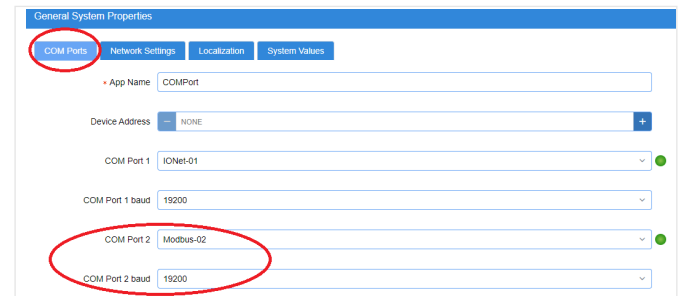 General System Properties
COM Ports Network Settings Localization System Values
* App Name COMPort
Device Address NONE
COM Port 1 IONet-01
COM Port 1 baud 19200
COM Port 2 Modbus-02
COM Port 2 baud 19200